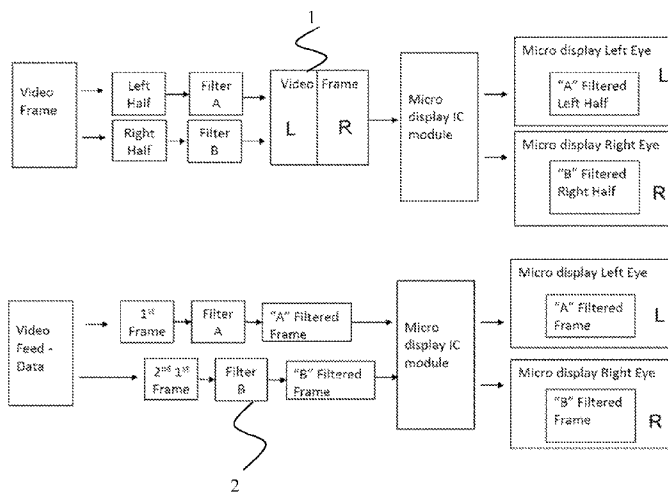 1
Video
Frame
Left
Half
Filter
A
Right
Half
Filter
B
Video Frame
L R
Micro
display IC
module
Micro display Left Eye
L
"A" Filtered
Left Half
Micro display Right Eye
"B" Filtered
Right Half
R
Video
Feed -
Data
1st
Frame
Filter
A
"A" Filtered
Frame
2nd 1st
Frame
Filter
B
"B" Filtered
Frame
2
Micro
display IC
module
Micro display Left Eye
"A" Filtered
Frame
L
Micro display Right Eye
"B" Filtered
Frame
R